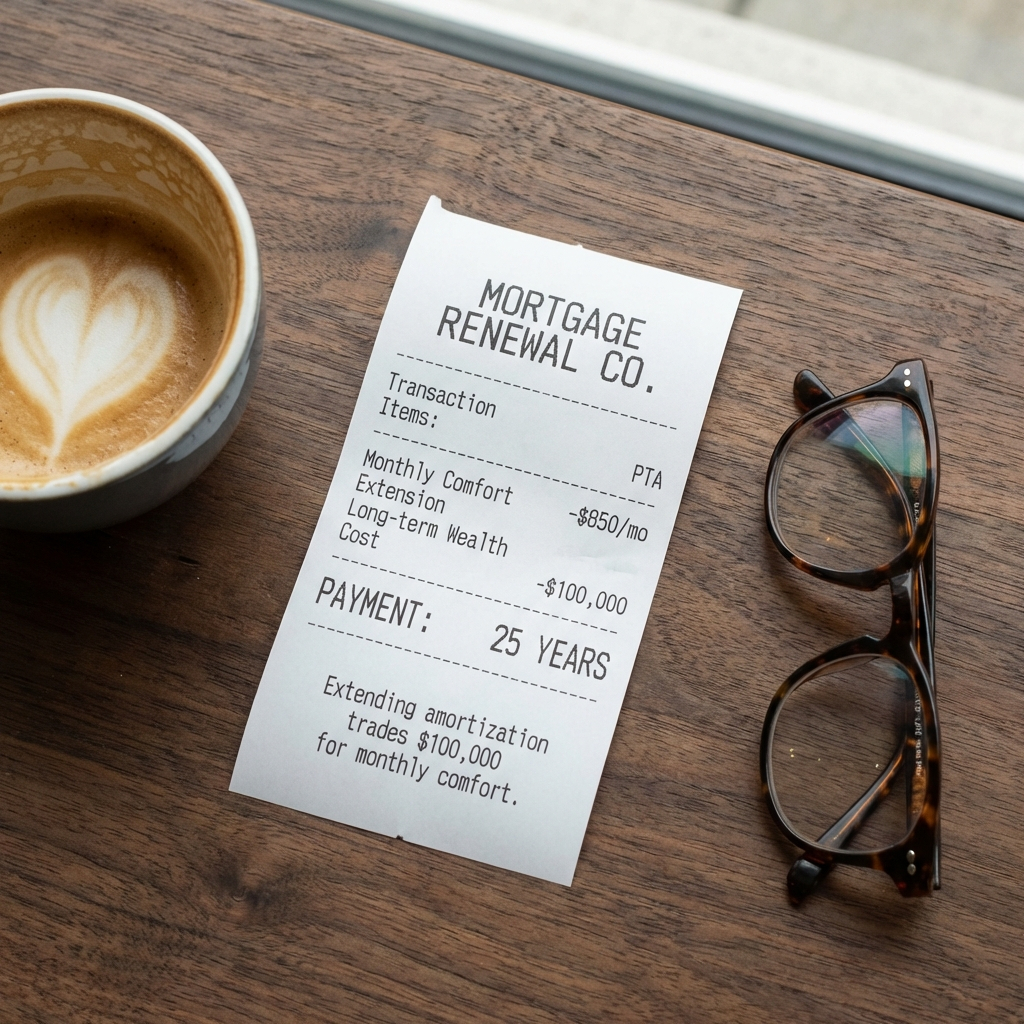 MORTGAGE
RENEWAL CO.
Transaction
Items:
PTA
Monthly Comfort
Extension
-$850/mo
Long-term Wealth
Cost
-$100,000
PAYMENT: 25 YEARS
Extending amortization
trades $100,000
for monthly comfort.